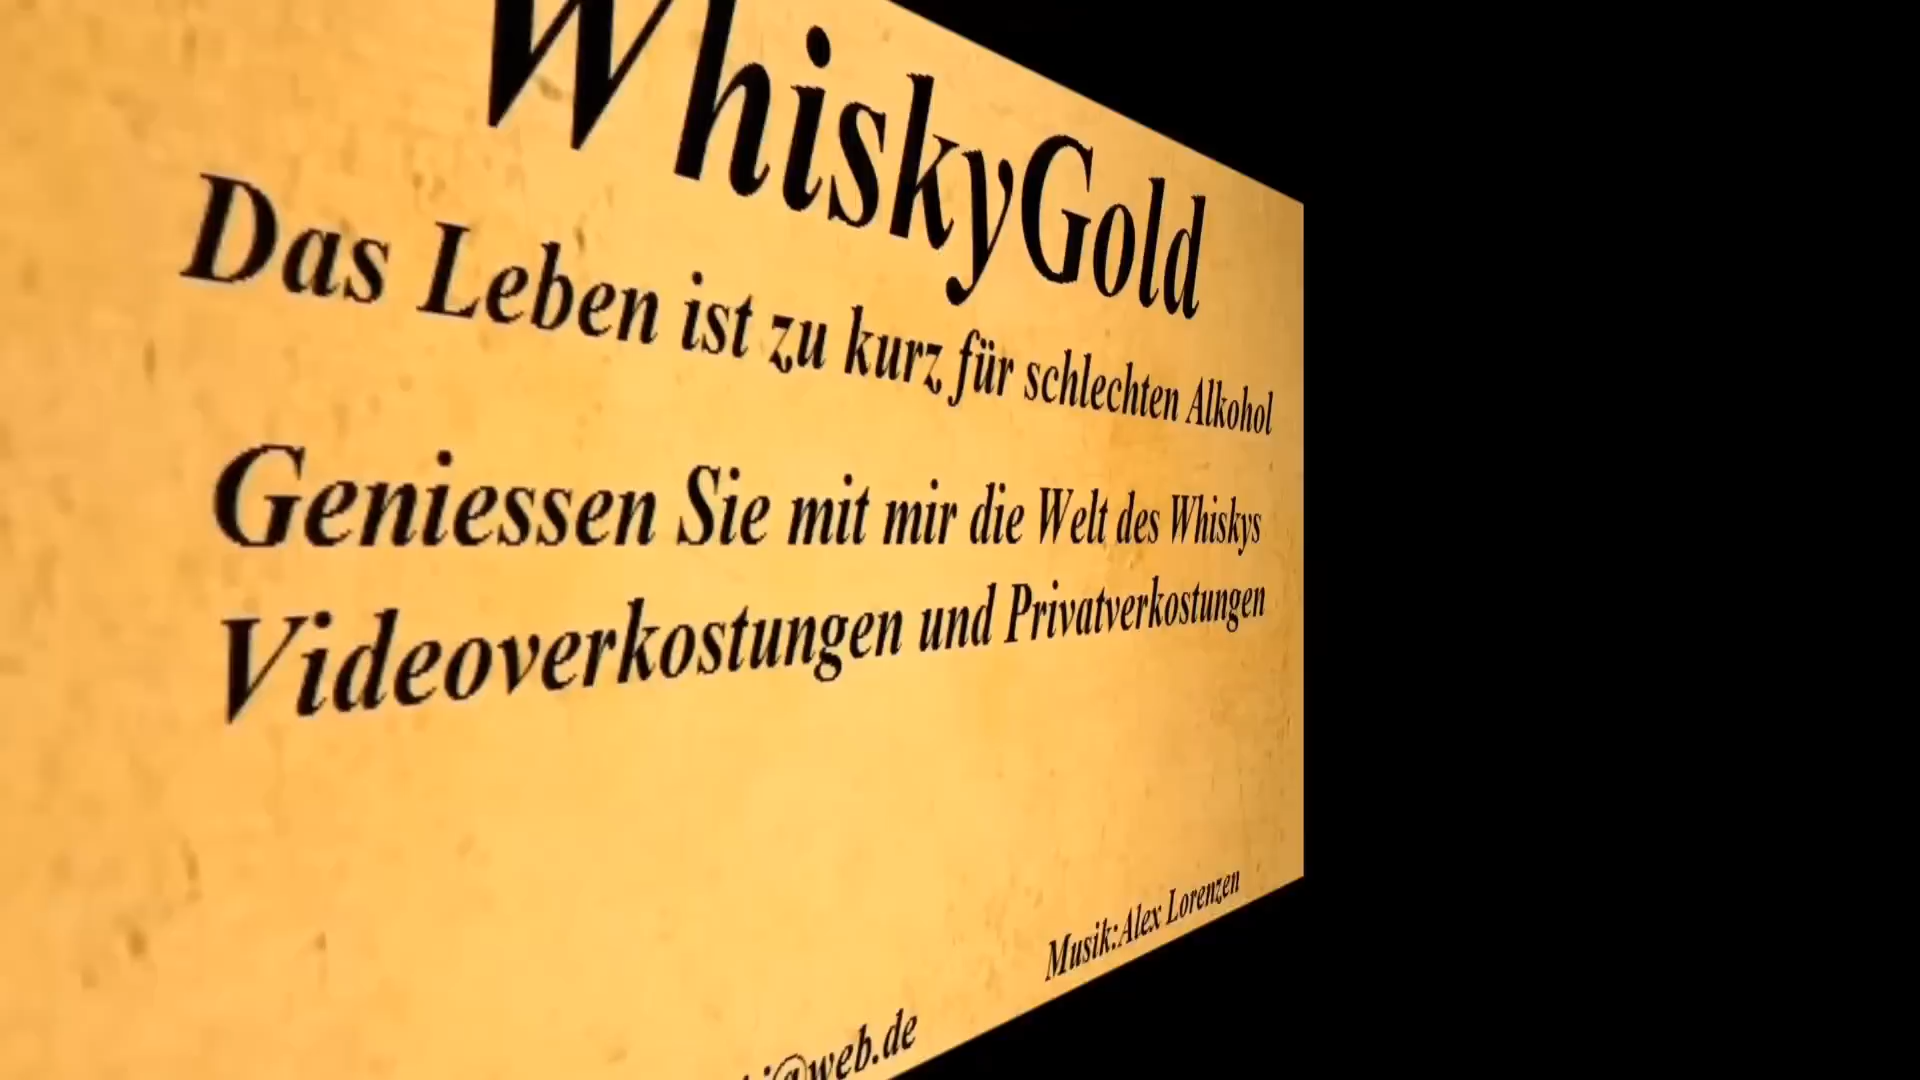 WhiskyGold
Das Leben ist zu kurz für schlechten Alkohol
Geniessen Sie mit mir die Welt des Whiskys
Videoverkostungen und Privatverkostungen
Musik:Alex Lorenzen
@web.de